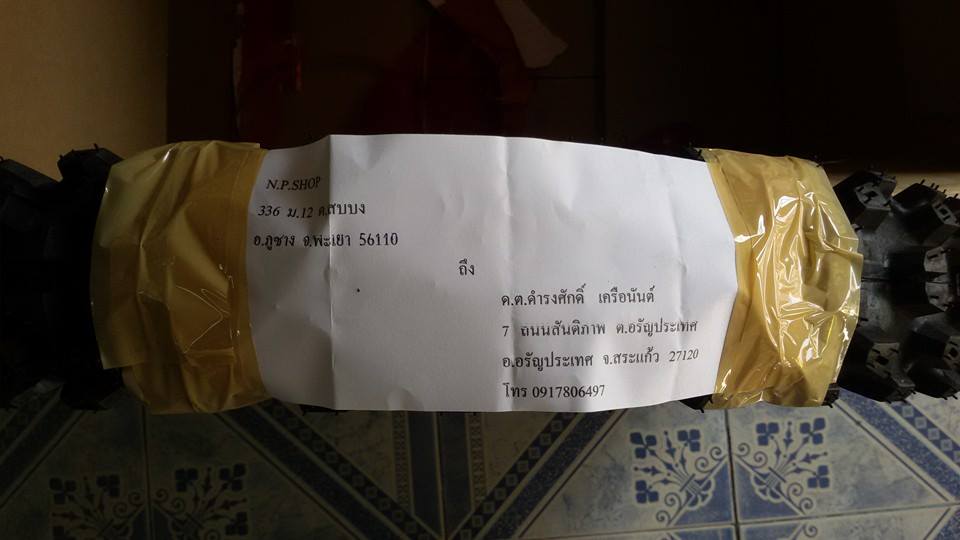 N.P.SHOP
336 ม.12 ต.สบบง
อ.ภูซาง จ.พะเยา 56110
ถึง
ด.ต.ดำรงศักดิ์ เครือนันต์
7 ถนนสันติภาพ ต.อรัญประเทศ
อ.อรัญประเทศ จ.สระแก้ว 27120
โทร 0917806497